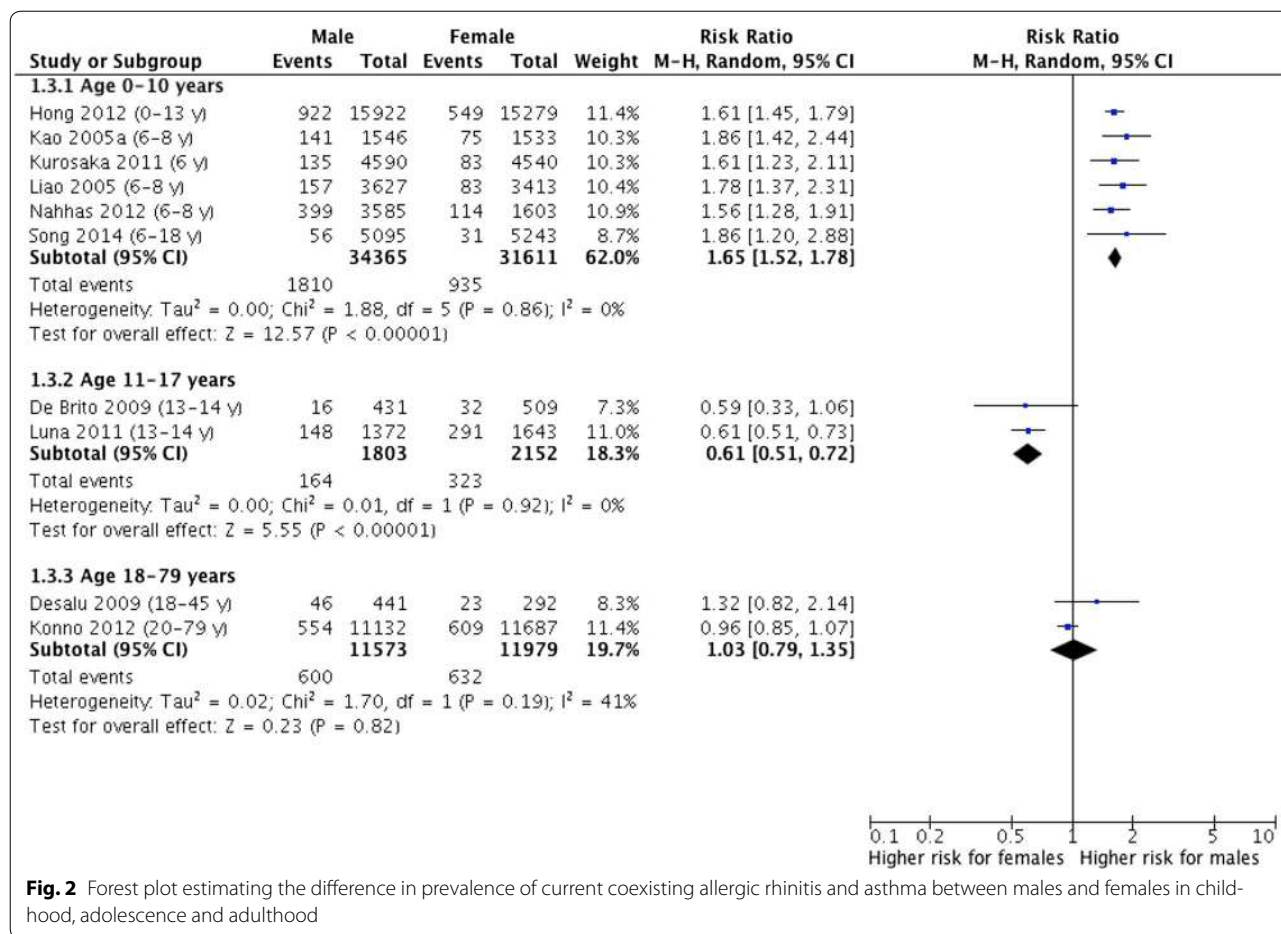 Male Female Risk Ratio Risk Ratio
Study or Subgroup Events Total Events Total Weight M-H, Random, 95% CI M-H, Random, 95% CI
1.3.1 Age 0-10 years
Hong 2012 (0-13 y) 922 15922 549 15279 11.4% 1.61 [1.45, 1.79]
Kao 2005a (6-8 y) 141 1546 75 1533 10.3% 1.86 [1.42, 2.44]
Kurosaka 2011 (6 y) 135 4590 83 4540 10.3% 1.61 [1.23, 2.11]
Liao 2005 (6-8 y) 157 3627 83 3413 10.4% 1.78 [1.37, 2.31]
Nahhas 2012 (6-8 y) 399 3585 114 1603 10.9% 1.56 [1.28, 1.91]
Song 2014 (6-18 y) 56 5095 31 5243 8.7% 1.86 [1.20, 2.88]
Subtotal (95% CI) 34365 31611 62.0% 1.65 [1.52, 1.78]
Total events 1810 935
Heterogeneity: Tau² = 0.00; Chi² = 1.88, df = 5 (P = 0.86); I² = 0%
Test for overall effect: Z = 12.57 (P < 0.00001)
1.3.2 Age 11-17 years
De Brito 2009 (13-14 y) 16 431 32 509 7.3% 0.59 [0.33, 1.06]
Luna 2011 (13-14 y) 148 1372 291 1643 11.0% 0.61 [0.51, 0.73]
Subtotal (95% CI) 1803 2152 18.3% 0.61 [0.51, 0.72]
Total events 164 323
Heterogeneity: Tau² = 0.00; Chi² = 0.01, df = 1 (P = 0.92); I² = 0%
Test for overall effect: Z = 5.55 (P < 0.00001)
1.3.3 Age 18-79 years
Desalu 2009 (18-45 y) 46 441 23 292 8.3% 1.32 [0.82, 2.14]
Konno 2012 (20-79 y) 554 11132 609 11687 11.4% 0.96 [0.85, 1.07]
Subtotal (95% CI) 11573 11979 19.7% 1.03 [0.79, 1.35]
Total events 600 632
Heterogeneity: Tau² = 0.02; Chi² = 1.70, df = 1 (P = 0.19); I² = 41%
Test for overall effect: Z = 0.23 (P = 0.82)
0.1 0.2 0.5 1 2 5 10
Higher risk for females Higher risk for males
Fig. 2 Forest plot estimating the difference in prevalence of current coexisting allergic rhinitis and asthma between males and females in child-
hood, adolescence and adulthood